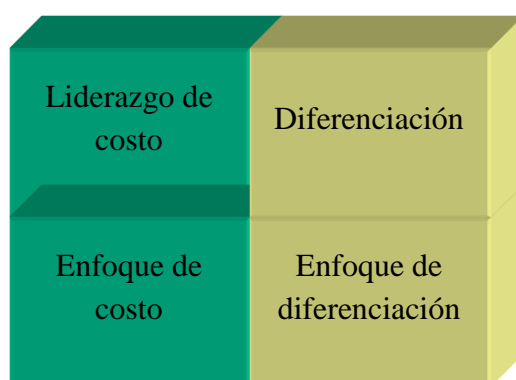 Liderazgo de
costo
Diferenciación
Enfoque de
costo
Enfoque de
diferenciación